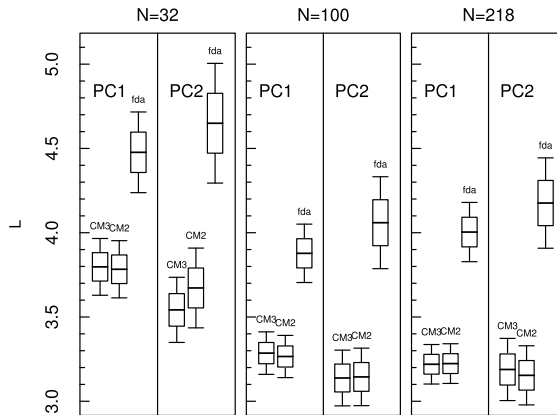 N=32 N=100 N=218
PC1 PC2 PC1 PC2 PC1 PC2
fda fda fda fda fda fda
CM3 CM2 CM3 CM2 CM3 CM2 CM3 CM2 CM3 CM2 CM3 CM2
5.0
4.5
4.0
3.5
3.0
L